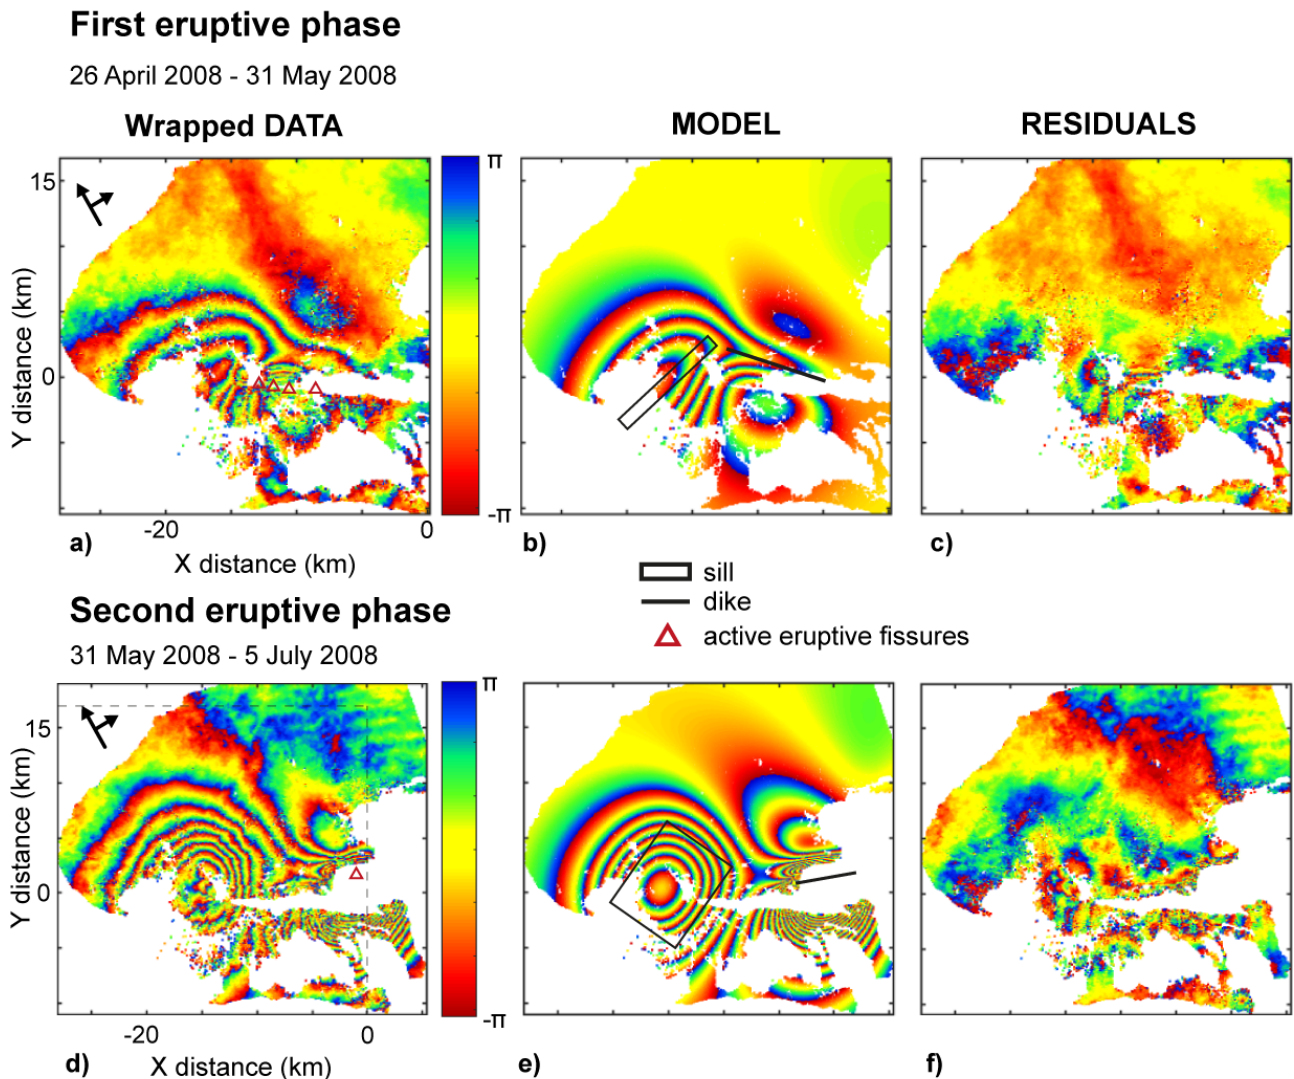 First eruptive phase
26 April 2008 - 31 May 2008
Wrapped DATA
MODEL
RESIDUALS
π
15
Y distance (km)
0
-π
-20
0
a)
b)
c)
X distance (km)
sill
dike
active eruptive fissures
Second eruptive phase
31 May 2008 - 5 July 2008
π
15
Y distance (km)
0
-π
-20
0
X distance (km)
d)
e)
f)